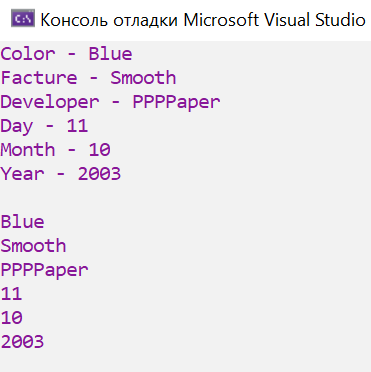 C:\
Консоль отладки Microsoft Visual Studio
Color - Blue
Facture - Smooth
Developer - PPPPaper
Day - 11
Month - 10
Year - 2003
Blue
Smooth
PPPPaper
11
10
2003